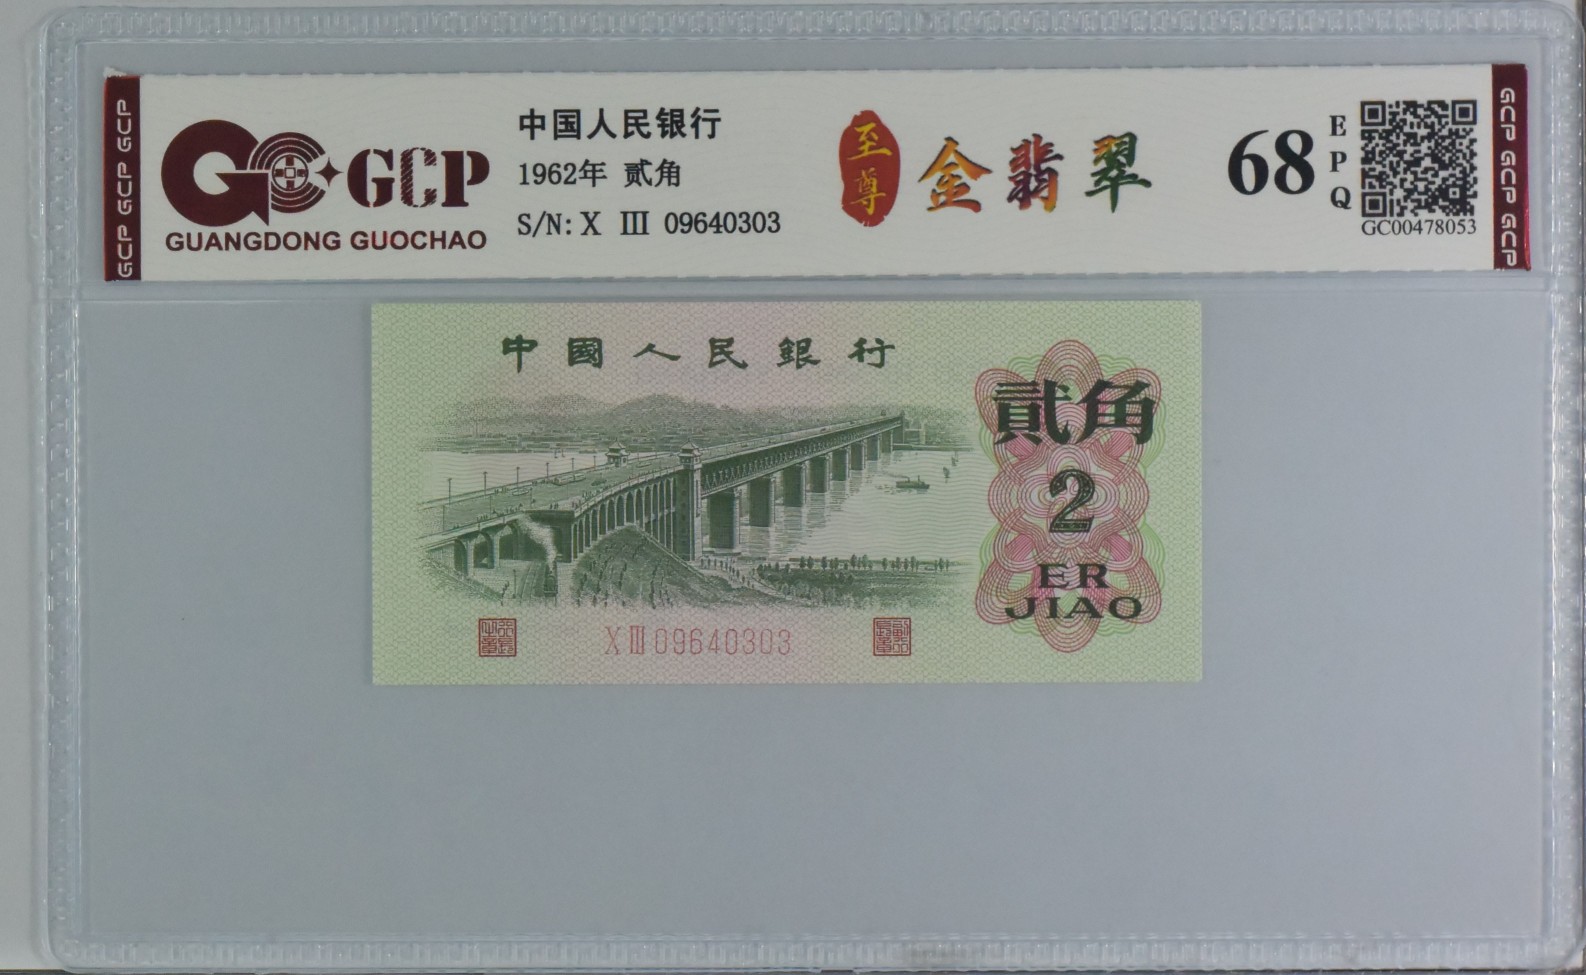 GCP GCP GCP
GCP
GUANGDONG GUOCHAO
中国人民银行
1962年 贰角
S/N: X Ⅲ 09640303
至尊
金翡翠
68
EPQ
GC00478053
GCP GCP GCP
中國人民銀行
貳角
2
ER
JIAO
X Ⅲ 09640303